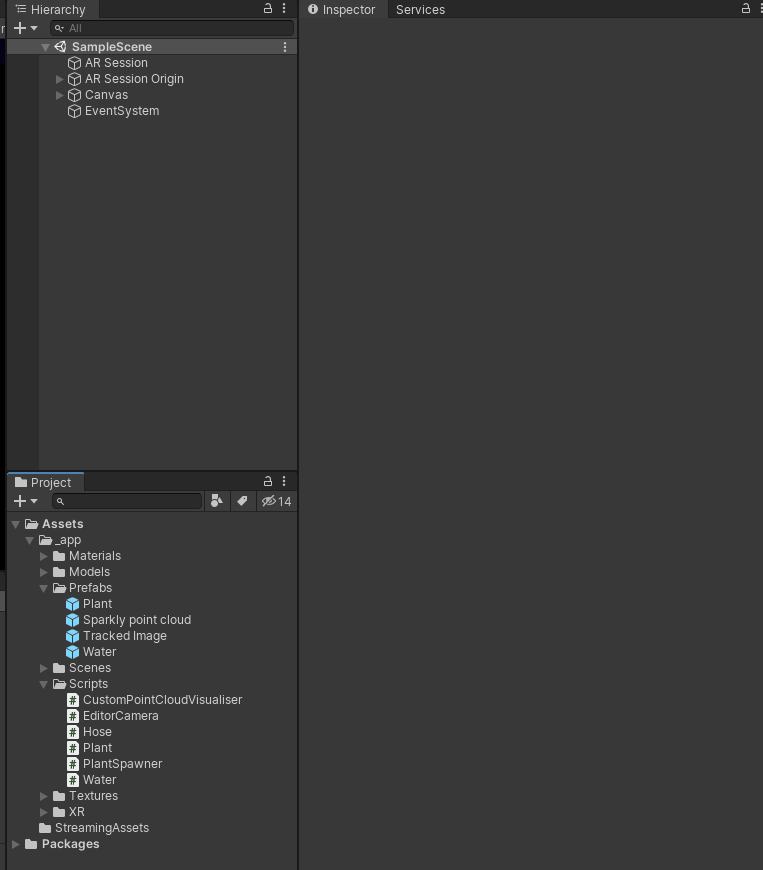 Hierarchy
All
SampleScene
AR Session
AR Session Origin
Canvas
EventSystem
Inspector Services
Project
14
Assets
_app
Materials
Models
Prefabs
Plant
Sparkly point cloud
Tracked Image
Water
Scenes
Scripts
# CustomPointCloudVisualiser
# EditorCamera
# Hose
# Plant
# PlantSpawner
# Water
Textures
XR
StreamingAssets
Packages